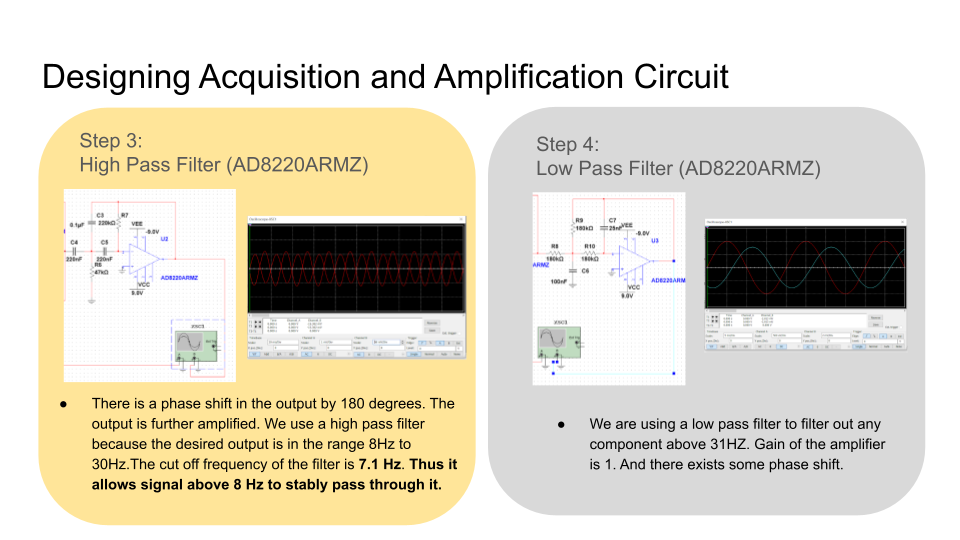 Designing Acquisition and Amplification Circuit
Step 3:
High Pass Filter (AD8220ARMZ)
C3
R7
0.1µF
220kΩ
VEE
-9.0V
U2
C4
C5
220nF
220nF
R6
47kΩ
AD8220ARMZ
VCC
9.0V
XSC1
● There is a phase shift in the output by 180 degrees. The
output is further amplified. We use a high pass filter
because the desired output is in the range 8Hz to
30Hz.The cut off frequency of the filter is 7.1 Hz. Thus it
allows signal above 8 Hz to stably pass through it.
Step 4:
Low Pass Filter (AD8220ARMZ)
R9
180kΩ
C7
25nF
VEE
-9.0V
U3
R8
R10
ARMZ
180kΩ
180kΩ
C6
100nF
AD8220ARM
VCC
9.0V
XSC1
● We are using a low pass filter to filter out any
component above 31HZ. Gain of the amplifier
is 1. And there exists some phase shift.